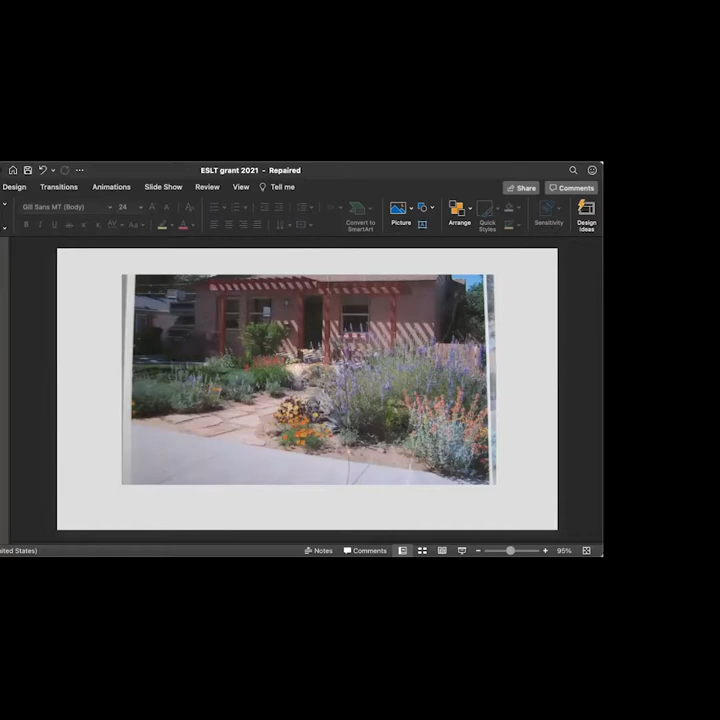 ESLT grant 2021 - Repaired
Design Transitions Animations Slide Show Review View Tell me Share Comments
Gill Sans MT (Body) 24
Convert to SmartArt
Picture
Arrange
Quick Styles
Sensitivity
Design Ideas
ited States) Notes Comments 95%